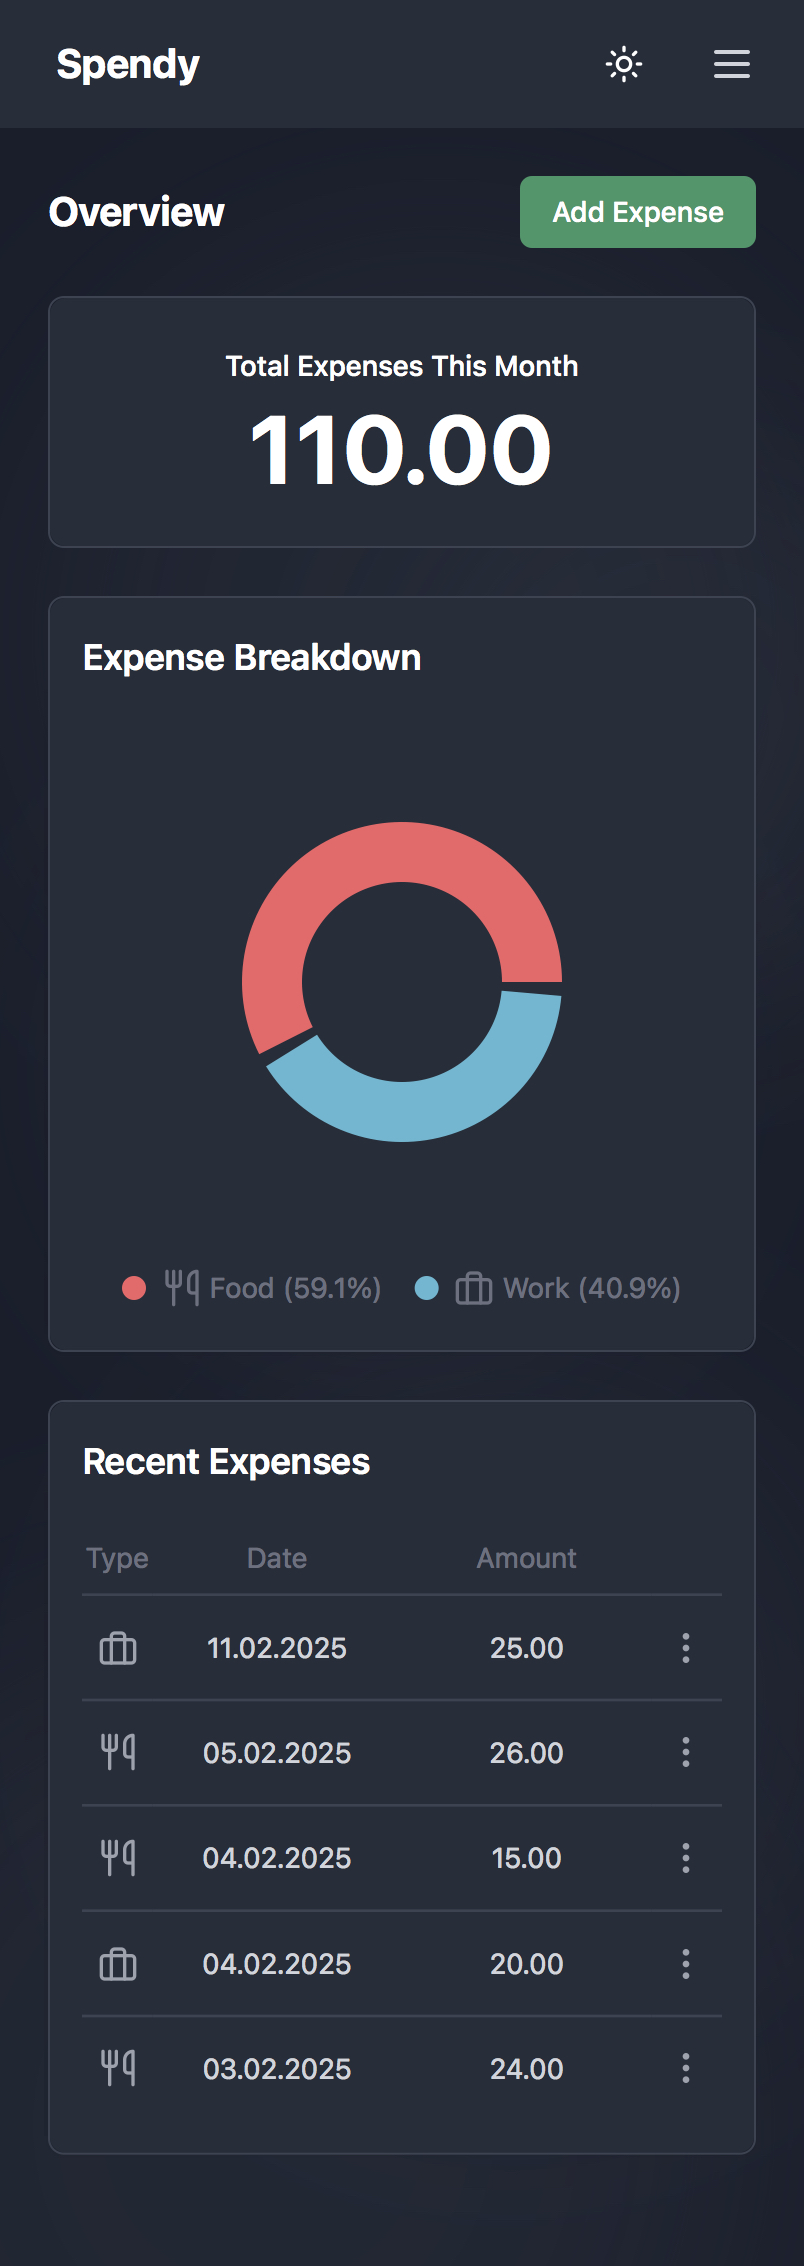 Spendy
Overview
Add Expense
Total Expenses This Month
110.00
Expense Breakdown
Food (59.1%) Work (40.9%)
Recent Expenses
Type Date Amount
11.02.2025 25.00
05.02.2025 26.00
04.02.2025 15.00
04.02.2025 20.00
03.02.2025 24.00